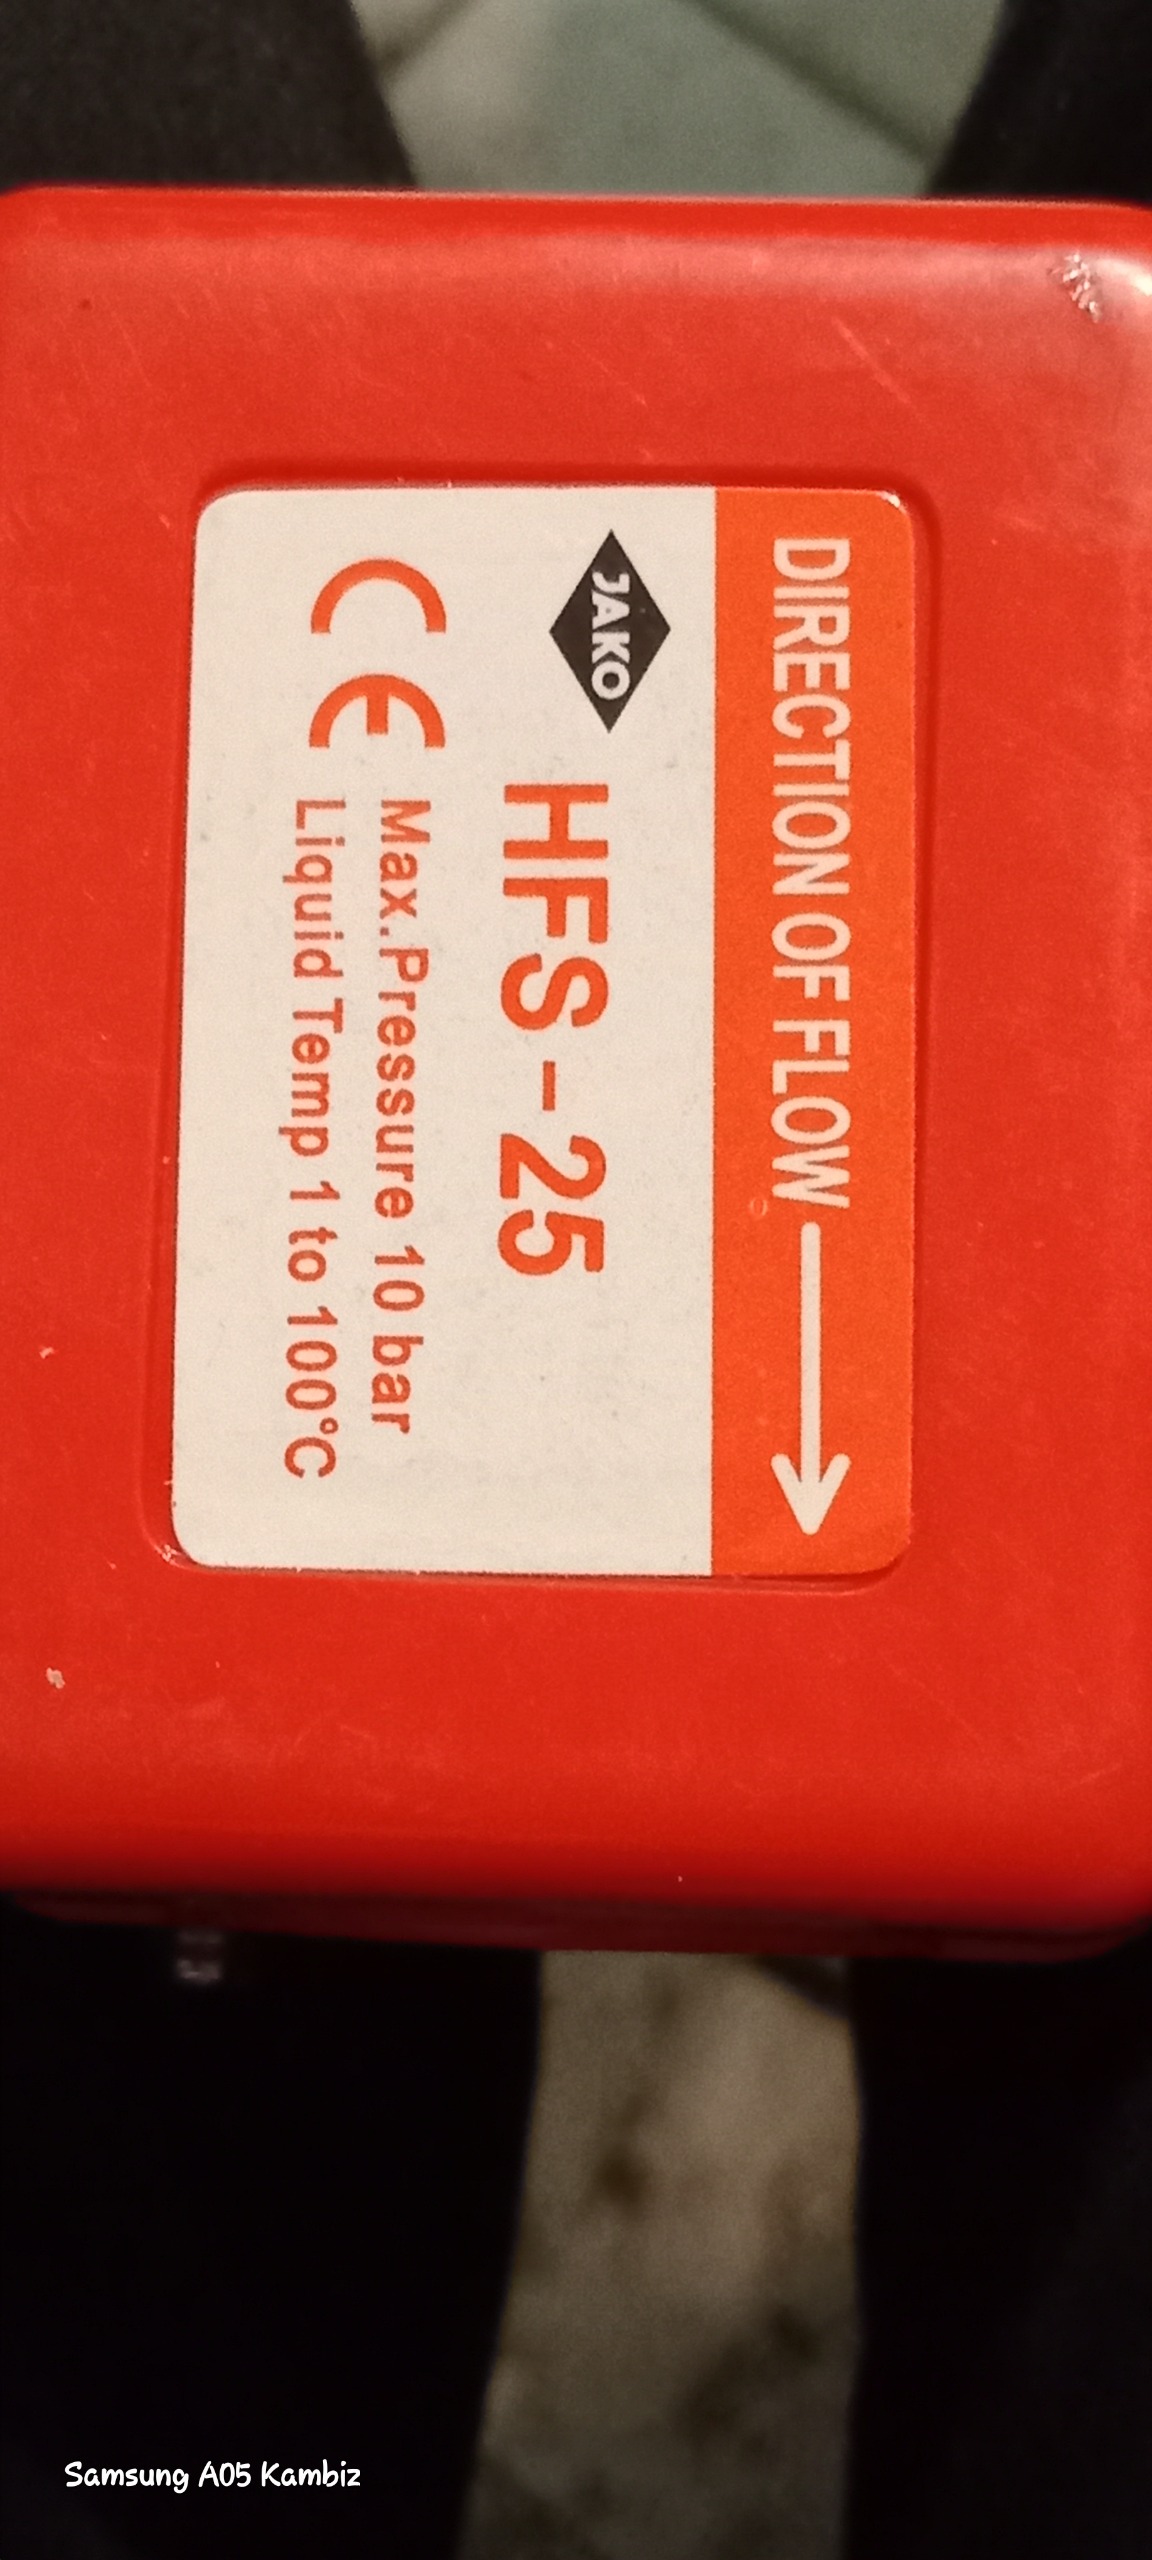 DIRECTION OF FLOW
JAKO
HFS-25
CE
Max.Pressure 10 bar
Liquid Temp 1 to 100°C
Samsung A05 Kambiz